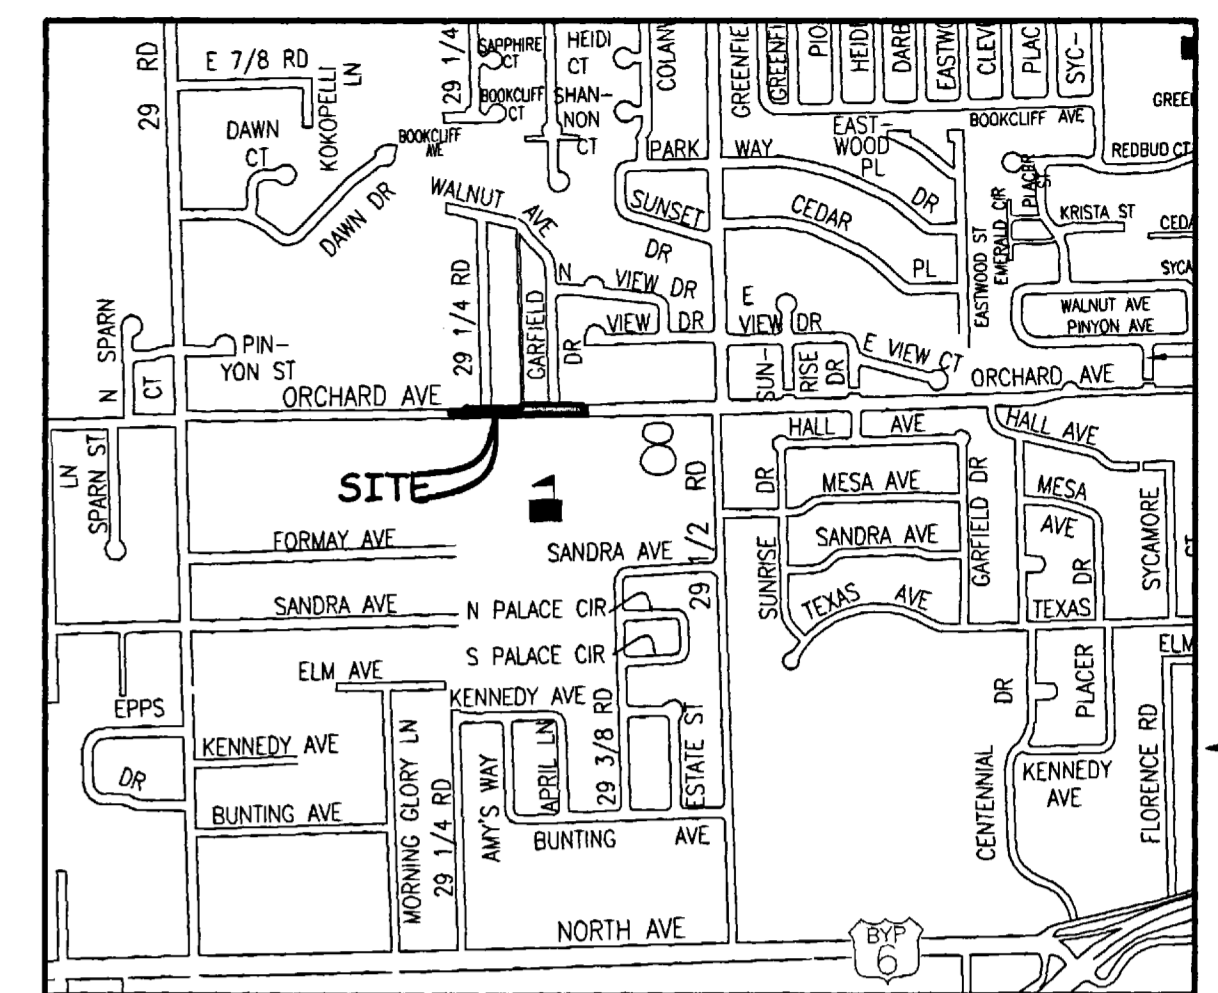 29 RD
E 7/8 RD
KOKOPELLI
LN
DAWN
CT
DAWN DR
29 1/4
SAPPHIRE
CT
BOOKCLIFF
CT
BOOKCLIFF
AVE
HEIDI
CT
SHAN-
NON
CT
GREENFIE
GREENFI
PIO
HEIDI
DARB
EASTWO
CLEV
PLAC
SYC-
BOOKCLIFF AVE
REDBUD CT
PARK WAY DR
EAST-
WOOD
PL
WALNUT AVE
SUNSET
DR
CEDAR PL
EASTWOOD ST
EMERALD CIR
PLACER
ST
KRISTA ST
CEDA
SYCA
WALNUT AVE
PINYON AVE
N SPARN
CT
PIN-
YON ST
29 1/4 RD
GARFIELD
DR
N VIEW DR
VIEW DR
E
VIEW DR
SUN-
RISE
DR
E VIEW CT
ORCHARD AVE
ORCHARD AVE
SITE
LN
SPARN ST
HALL AVE
HALL AVE
MESA AVE
MESA
AVE
SANDRA AVE
TEXAS AVE
SUNRISE DR
GARFIELD DR
SYCAMORE
CT
DR
TEXAS
FORMAY AVE
SANDRA AVE
29 1/2 RD
SANDRA AVE
N PALACE CIR
S PALACE CIR
ELM AVE
ELM
KENNEDY AVE
EPPS
DR
KENNEDY AVE
BUNTING AVE
MORNING GLORY LN
29 1/4 RD
AMY'S WAY
APRIL LN
29 3/8 RD
ESTATE ST
BUNTING AVE
CENTENNIAL DR
PLACER
KENNEDY
AVE
FLORENCE RD
NORTH AVE
BYP
6